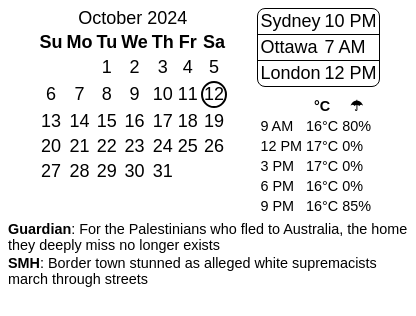 October 2024
Su Mo Tu We Th Fr Sa
1 2 3 4 5
6 7 8 9 10 11 12
13 14 15 16 17 18 19
20 21 22 23 24 25 26
27 28 29 30 31
Sydney 10 PM
Ottawa 7 AM
London 12 PM
°C ☂
9 AM 16°C 80%
12 PM 17°C 0%
3 PM 17°C 0%
6 PM 16°C 0%
9 PM 16°C 85%
Guardian: For the Palestinians who fled to Australia, the home
they deeply miss no longer exists
SMH: Border town stunned as alleged white supremacists
march through streets